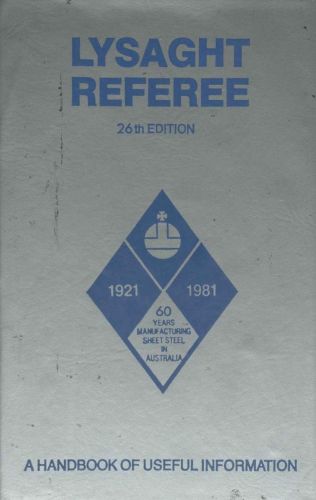 LYSAGHT
REFEREE
26th EDITION
1921 1981
60
YEARS
MANUFACTURING
SHEET STEEL
IN
AUSTRALIA
A HANDBOOK OF USEFUL INFORMATION